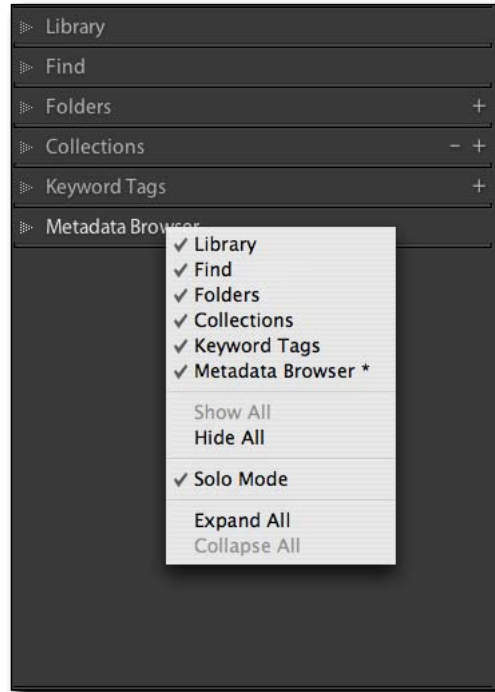 Library
Find
Folders +
Collections - +
Keyword Tags +
Metadata Browser
✓ Library
✓ Find
✓ Folders
✓ Collections
✓ Keyword Tags
✓ Metadata Browser *
Show All
Hide All
✓ Solo Mode
Expand All
Collapse All